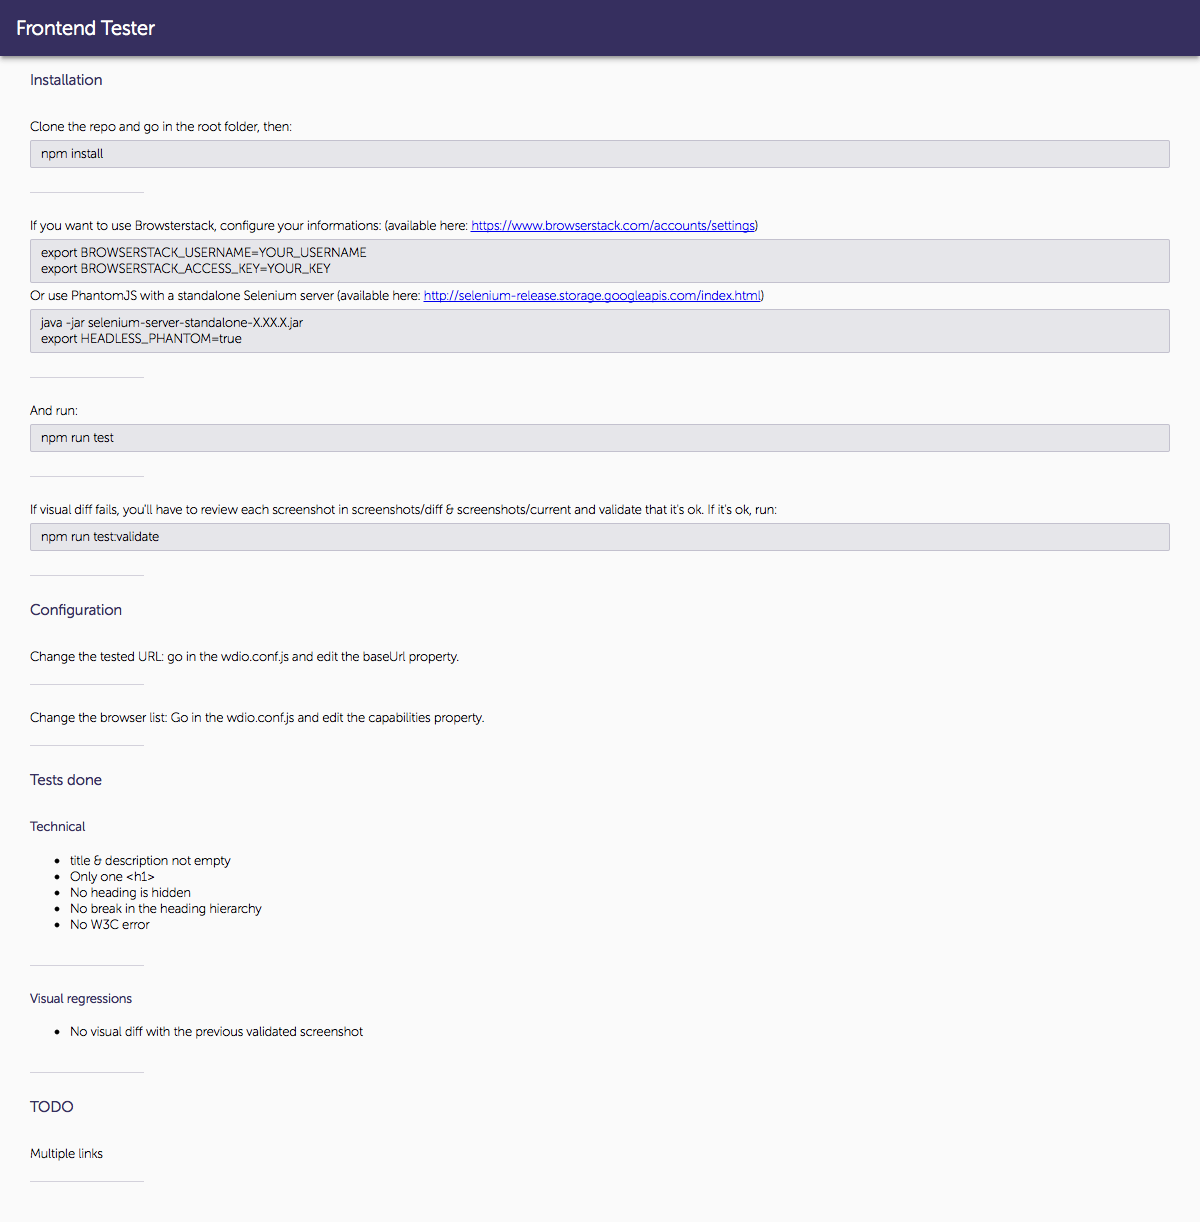 Frontend Tester
Installation
Clone the repo and go in the root folder, then:
npm install
If you want to use Browsterstack, configure your informations: (available here: https://www.browserstack.com/accounts/settings)
export BROWSERSTACK_USERNAME=YOUR_USERNAME
export BROWSERSTACK_ACCESS_KEY=YOUR_KEY
Or use PhantomJS with a standalone Selenium server (available here: http://selenium-release.storage.googleapis.com/index.html)
java -jar selenium-server-standalone-X.XX.X.jar
export HEADLESS_PHANTOM=true
And run:
npm run test
If visual diff fails, you'll have to review each screenshot in screenshots/diff & screenshots/current and validate that it's ok. If it's ok, run:
npm run test:validate
Configuration
Change the tested URL: go in the wdio.conf.js and edit the baseUrl property.
Change the browser list: Go in the wdio.conf.js and edit the capabilities property.
Tests done
Technical
• title & description not empty
• Only one <h1>
• No heading is hidden
• No break in the heading hierarchy
• No W3C error
Visual regressions
• No visual diff with the previous validated screenshot
TODO
Multiple links